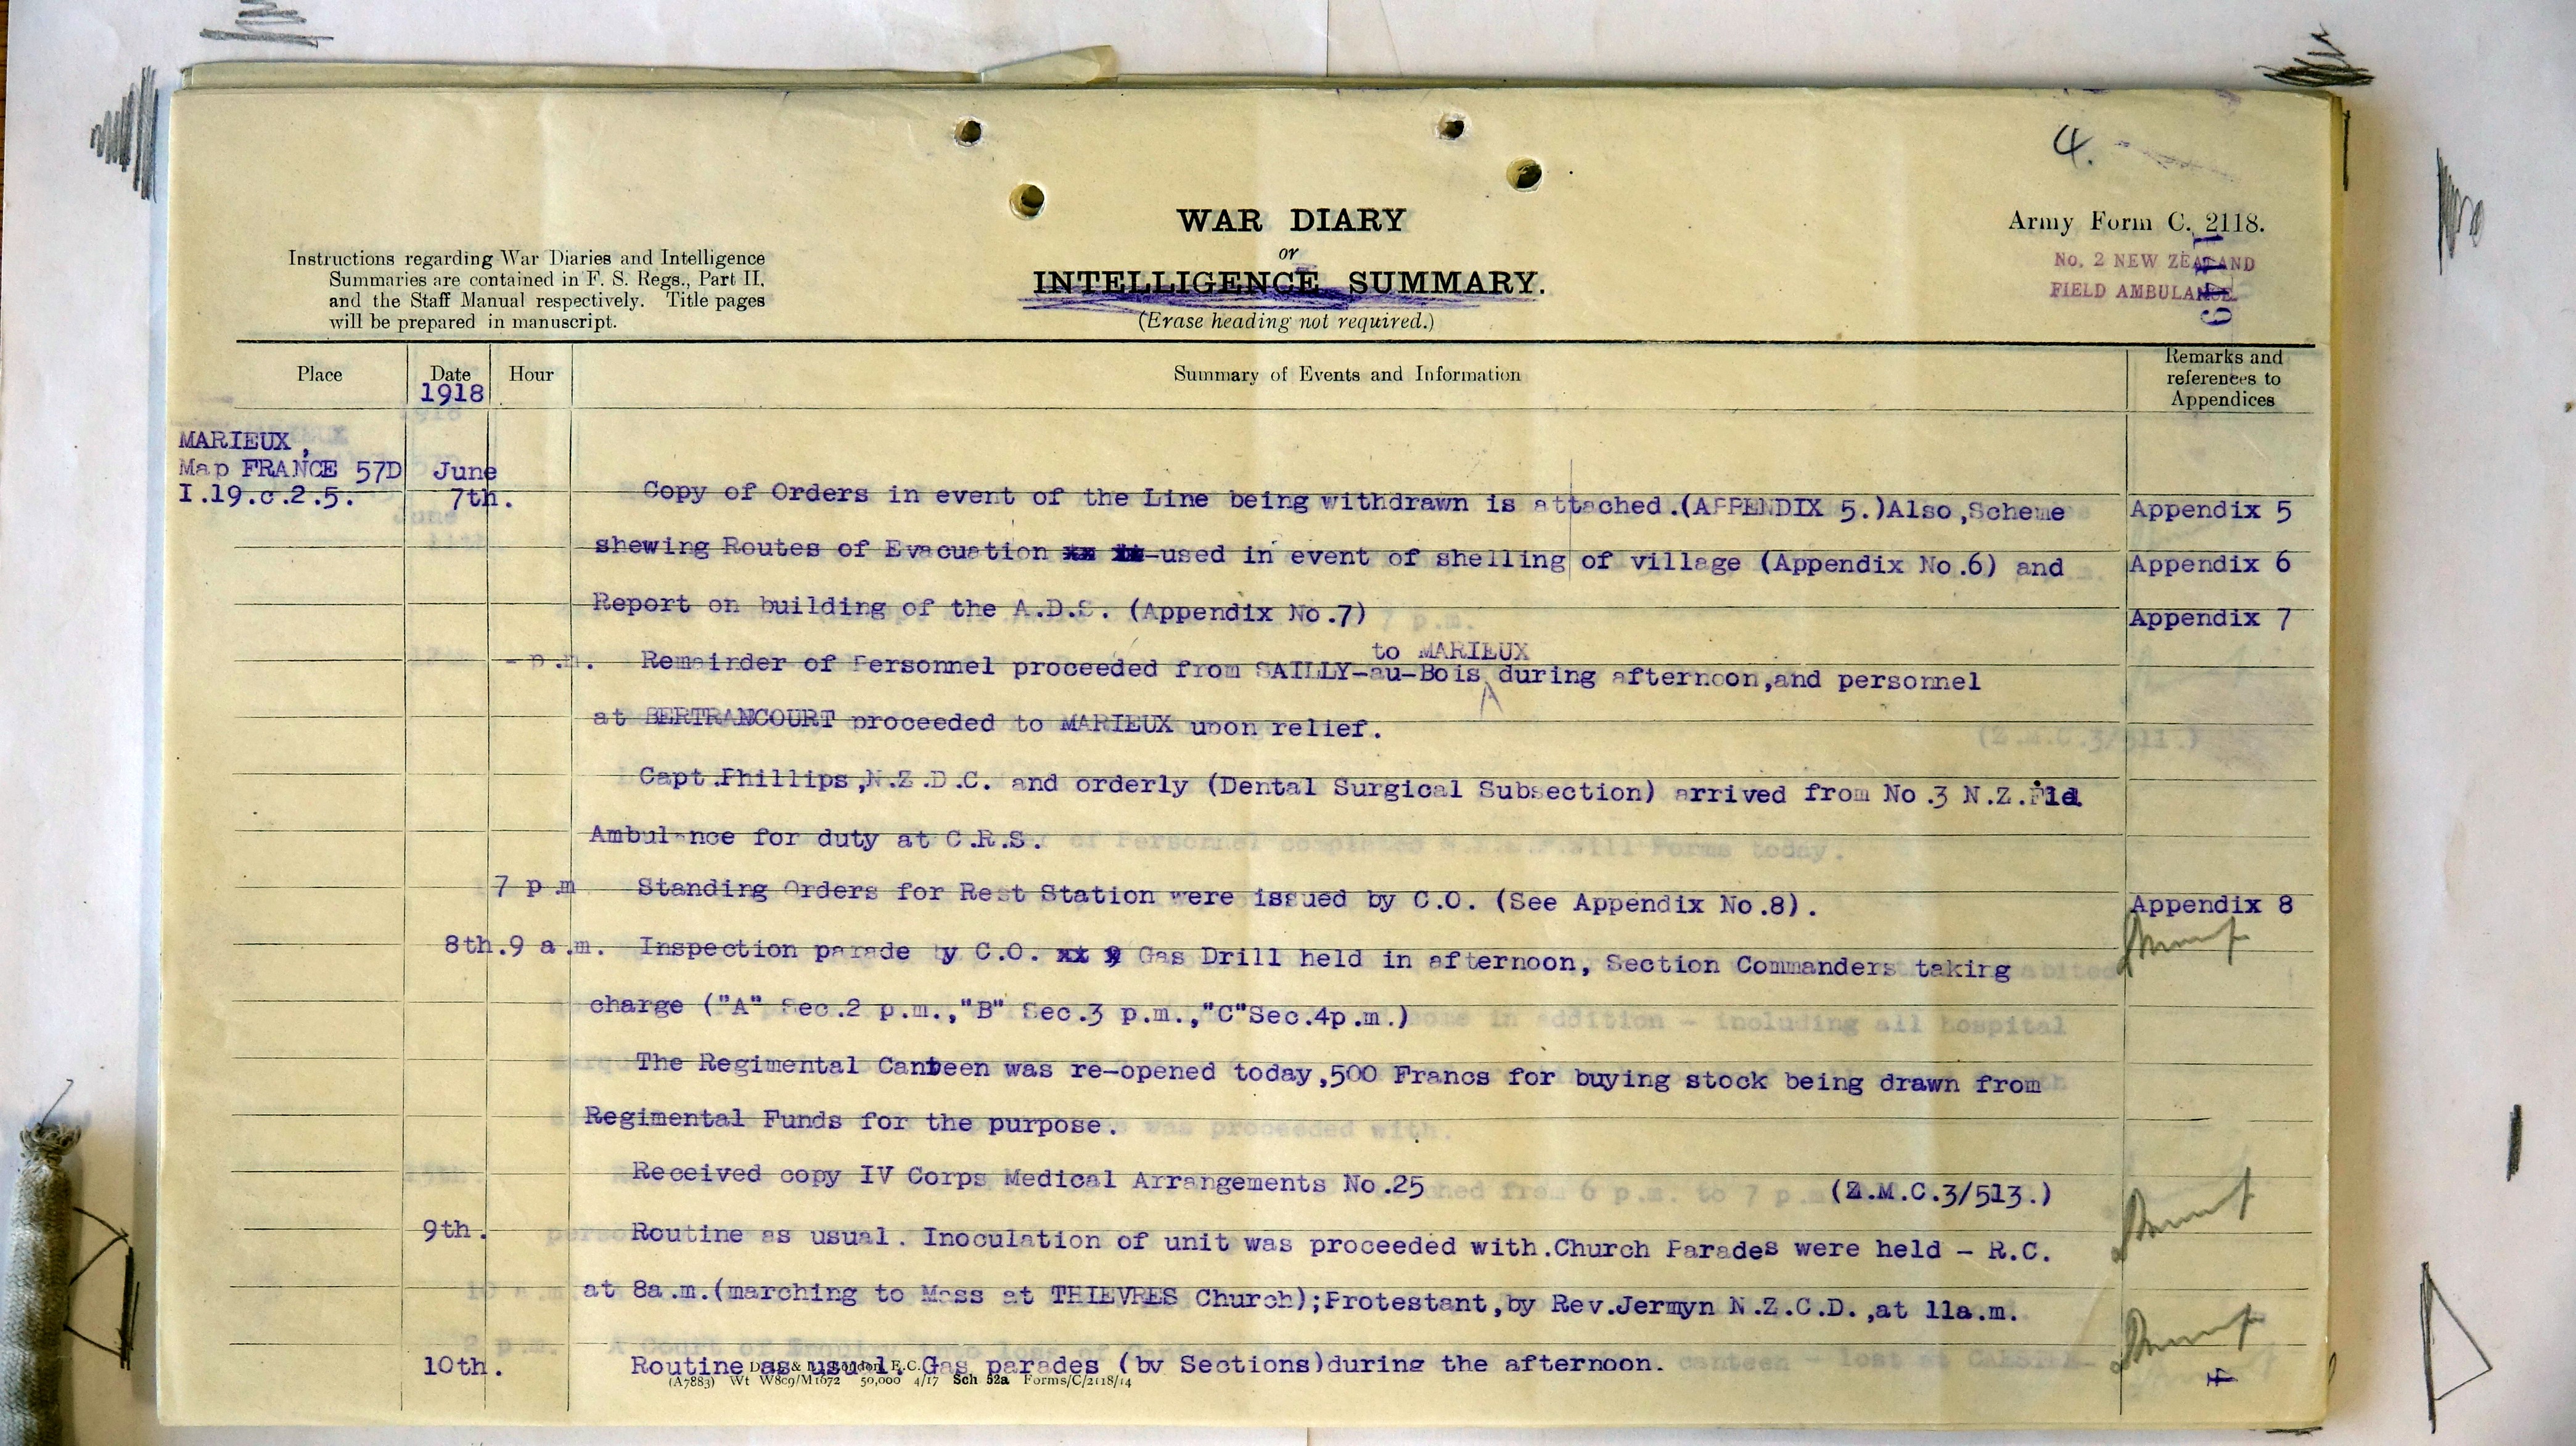 4.
WAR DIARY
or
INTELLIGENCE SUMMARY.
(Erase heading not required.)
Instructions regarding War Diaries and Intelligence
Summaries are contained in F. S. Regs., Part II,
and the Staff Manual respectively. Title pages
will be prepared in manuscript.
Army Form C. 2118.
No. 2 NEW ZEALAND
FIELD AMBULANCE.
Place Date Hour Summary of Events and Information Remarks and references to Appendices
1918
MARIEUX,
Map FRANCE 57D June
I.19.c.2.5. 7th. Copy of Orders in event of the Line being withdrawn is attached.(APPENDIX 5.)Also,Scheme Appendix 5
shewing Routes of Evacuation used in event of shelling of village (Appendix No.6) and Appendix 6
Report on building of the A.D.S. (Appendix No.7) Appendix 7
to MARIEUX
- p.m. Remainder of Personnel proceeded from SAILLY-au-Bois during afternoon,and personnel
at BERTRANCOURT proceeded to MARIEUX upon relief.
Capt.Phillips,N.Z.D.C. and orderly (Dental Surgical Subsection) arrived from No.3 N.Z.Fld
Ambulance for duty at C.R.S.
7 p.m Standing Orders for Rest Station were issued by C.O. (See Appendix No.8). Appendix 8
8th.9 a.m. Inspection parade by C.O. Gas Drill held in afternoon, Section Commanders taking
charge ("A" Sec.2 p.m.,"B" Sec.3 p.m.,"C"Sec.4p.m.)
The Regimental Canteen was re-opened today,500 Francs for buying stock being drawn from
Regimental Funds for the purpose.
Received copy IV Corps Medical Arrangements No.25 (Z.M.C.3/513.)
9th. Routine as usual. Inoculation of unit was proceeded with.Church Parades were held - R.C.
at 8a.m.(marching to Mass at THIEVRES Church);Protestant,by Rev.Jermyn N.Z.C.D.,at 11a.m.
10th. Routine as usual. Gas parades (by Sections)during the afternoon.
(A7883) Wt W809/M1672 50,000 4/17 Sch 52a Forms/C/2118/14